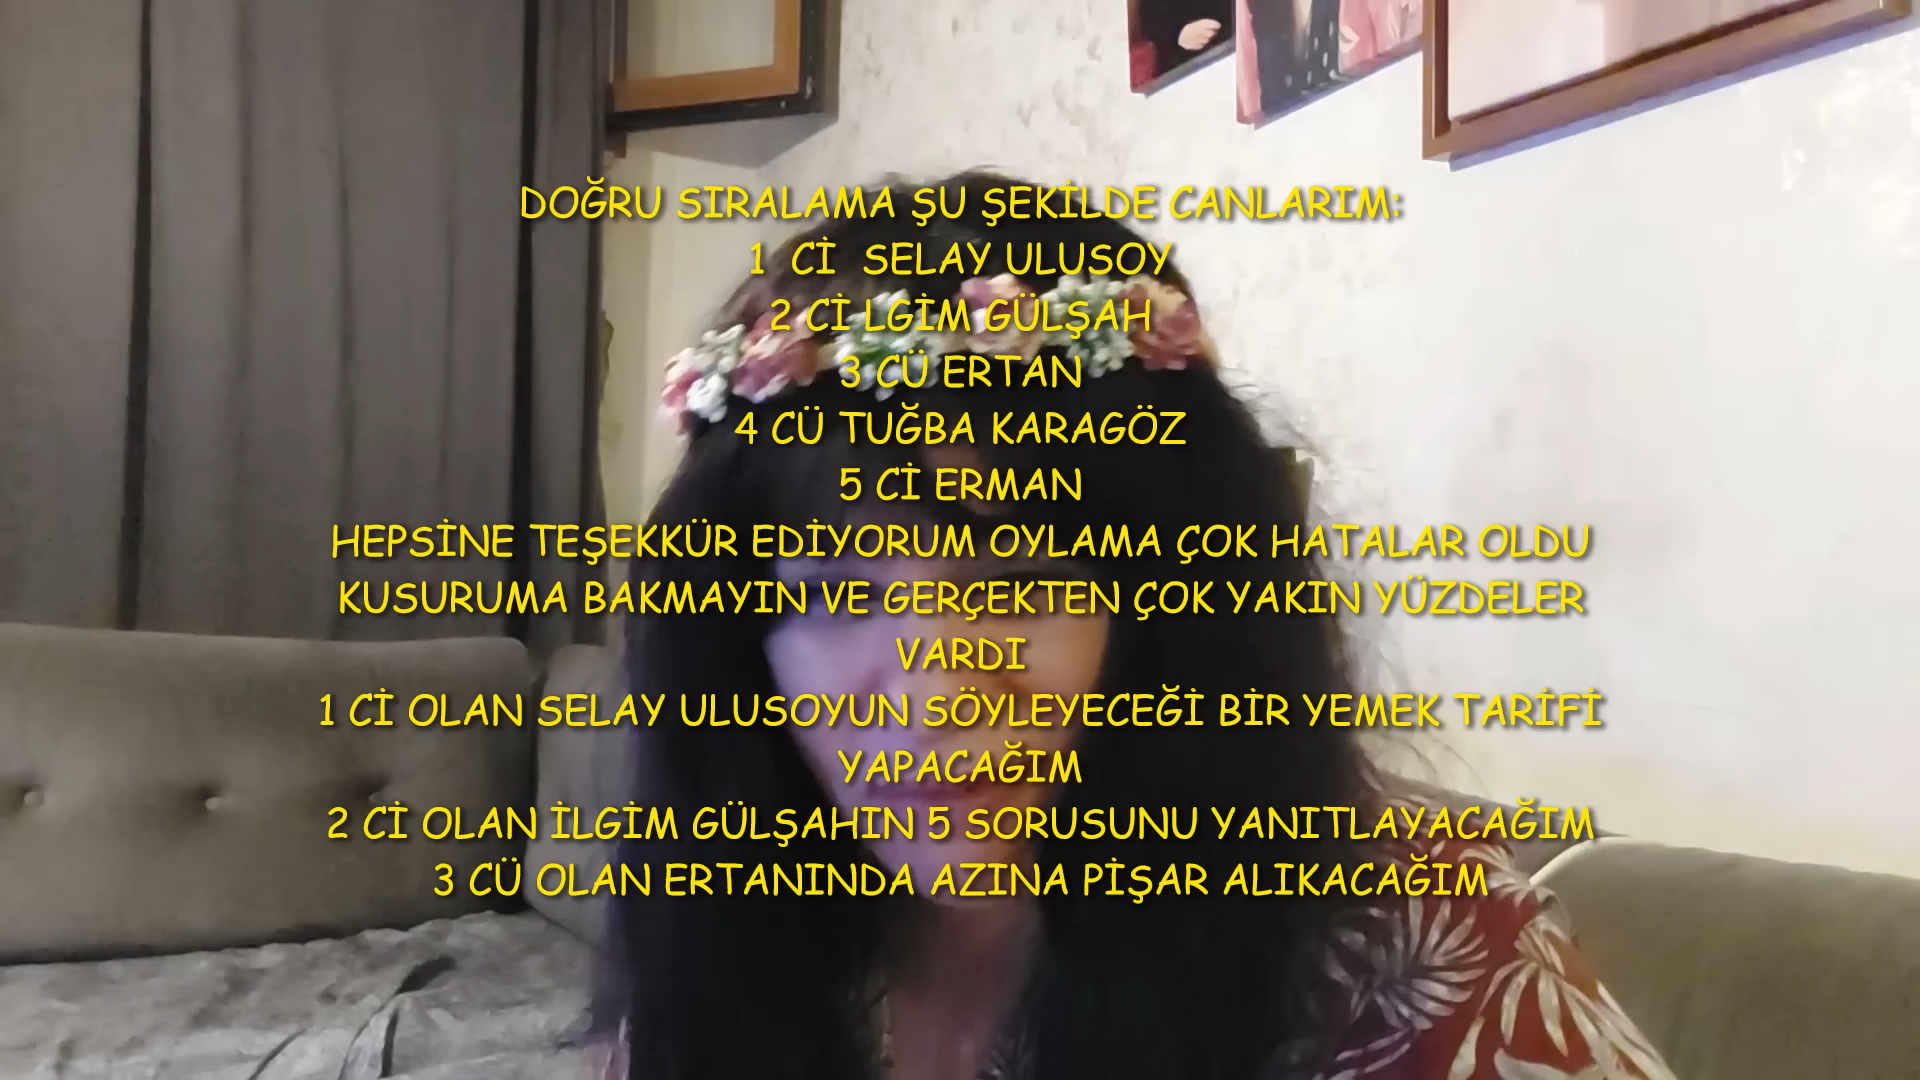 DOĞRU SIRALAMA ŞU ŞEKİLDE CANLARIM:
1 Cİ SELAY ULUSOY
2 Cİ LGİM GÜLŞAH
3 CÜ ERTAN
4 CÜ TUĞBA KARAGÖZ
5 Cİ ERMAN
HEPSİNE TEŞEKKÜR EDİYORUM OYLAMA ÇOK HATALAR OLDU
KUSURUMA BAKMAYIN VE GERÇEKTEN ÇOK YAKIN YÜZDELER
VARDI
1 Cİ OLAN SELAY ULUSOYUN SÖYLEYECEĞİ BİR YEMEK TARİFİ
YAPACAĞIM
2 Cİ OLAN İLGİM GÜLŞAHIN 5 SORUSUNU YANITLAYACAĞIM
3 CÜ OLAN ERTANINDA AZINA PİŞAR ALIKACAĞIM